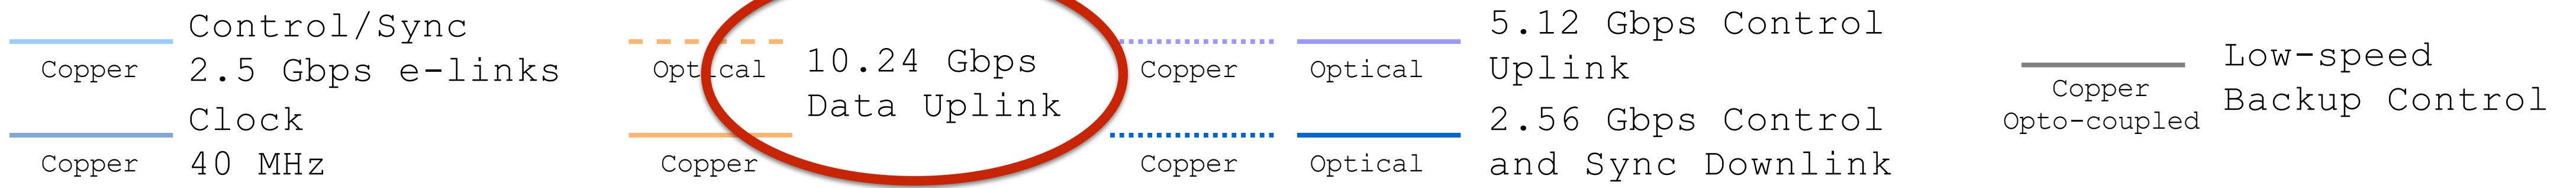 Control/Sync
Copper
2.5 Gbps e-links
Clock
Copper
40 MHz
Optical
10.24 Gbps
Data Uplink
Copper
Copper
Optical
5.12 Gbps Control
Uplink
Copper
Optical
2.56 Gbps Control
and Sync Downlink
Copper
Opto-coupled
Low-speed
Backup Control